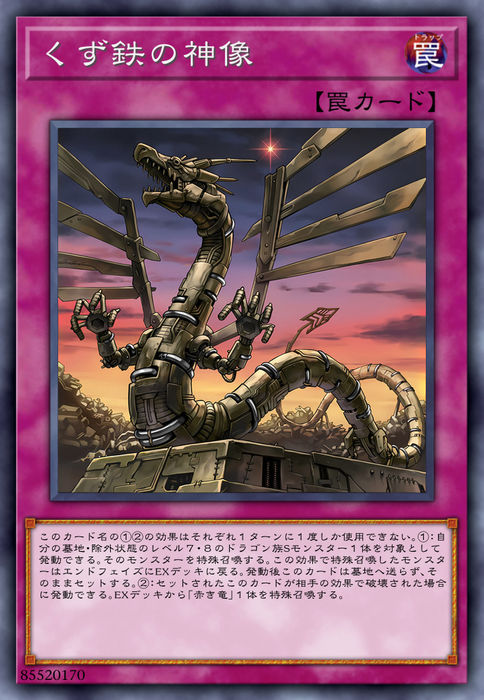 くず鉄の神像
トラップ
罠
【罠カード】
このカード名の①②の効果はそれぞれ1ターンに1度しか使用できない。①:自
分の墓地・除外状態のレベル7・8のドラゴン族Sモンスター1体を対象として
発動できる。そのモンスターを特殊召喚する。この効果で特殊召喚したモンスタ
ーはエンドフェイズにEXデッキに戻る。発動後このカードは墓地へ送らず、そ
のままセットする。②:セットされたこのカードが相手の効果で破壊された場合
に発動できる。EXデッキから「赤き竜」1体を特殊召喚する。
85520170